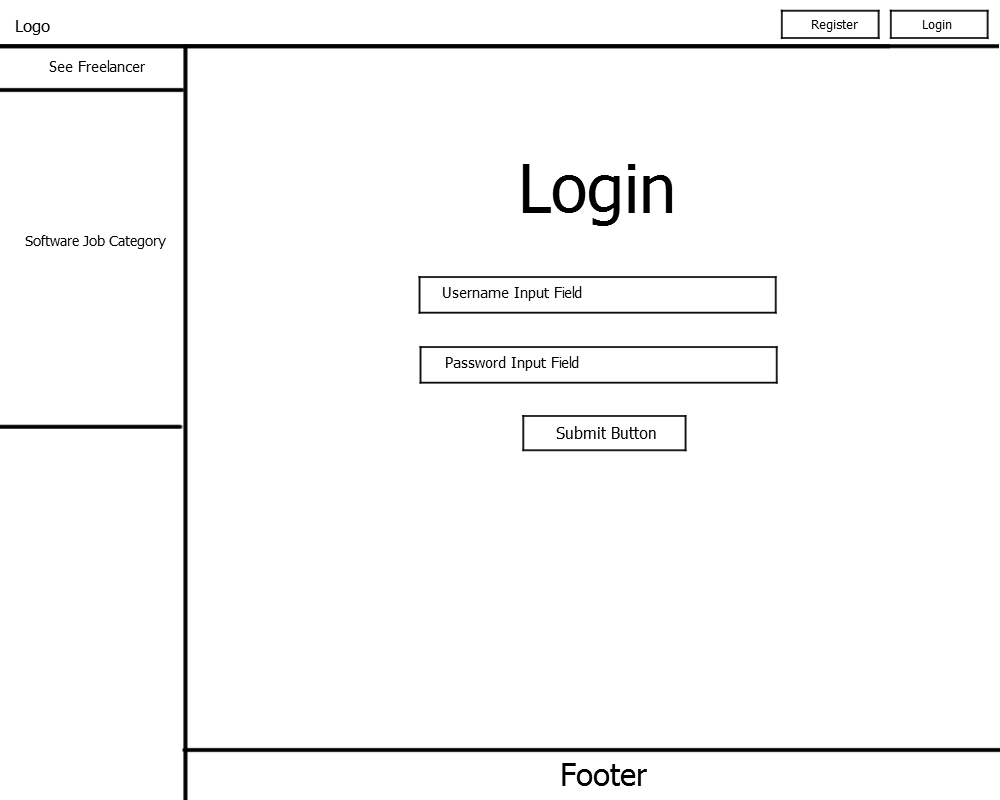 Logo
Register
Login
See Freelancer
Software Job Category
Login
Username Input Field
Password Input Field
Submit Button
Footer